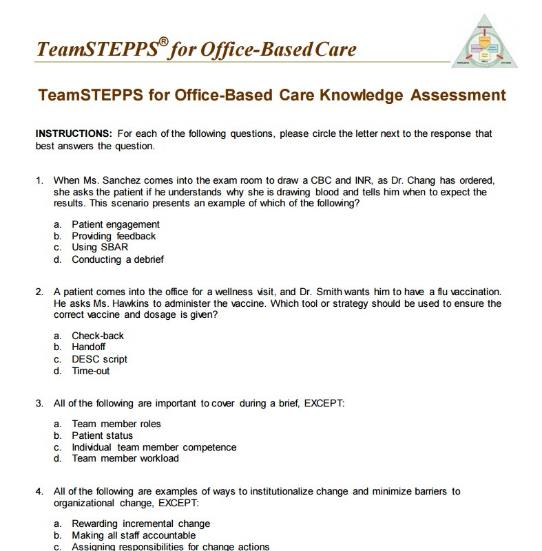 TeamSTEPPS® for Office-Based Care
TeamSTEPPS for Office-Based Care Knowledge Assessment
INSTRUCTIONS: For each of the following questions, please circle the letter next to the response that
best answers the question.
1. When Ms. Sanchez comes into the exam room to draw a CBC and INR, as Dr. Chang has ordered,
she asks the patient if he understands why she is drawing blood and tells him when to expect the
results. This scenario presents an example of which of the following?
a. Patient engagement
b. Providing feedback
c. Using SBAR
d. Conducting a debrief
2. A patient comes into the office for a wellness visit, and Dr. Smith wants him to have a flu vaccination.
He asks Ms. Hawkins to administer the vaccine. Which tool or strategy should be used to ensure the
correct vaccine and dosage is given?
a. Check-back
b. Handoff
c. DESC script
d. Time-out
3. All of the following are important to cover during a brief, EXCEPT:
a. Team member roles
b. Patient status
c. Individual team member competence
d. Team member workload
4. All of the following are examples of ways to institutionalize change and minimize barriers to
organizational change, EXCEPT:
a. Rewarding incremental change
b. Making all staff accountable
c. Assigning responsibilities for change actions